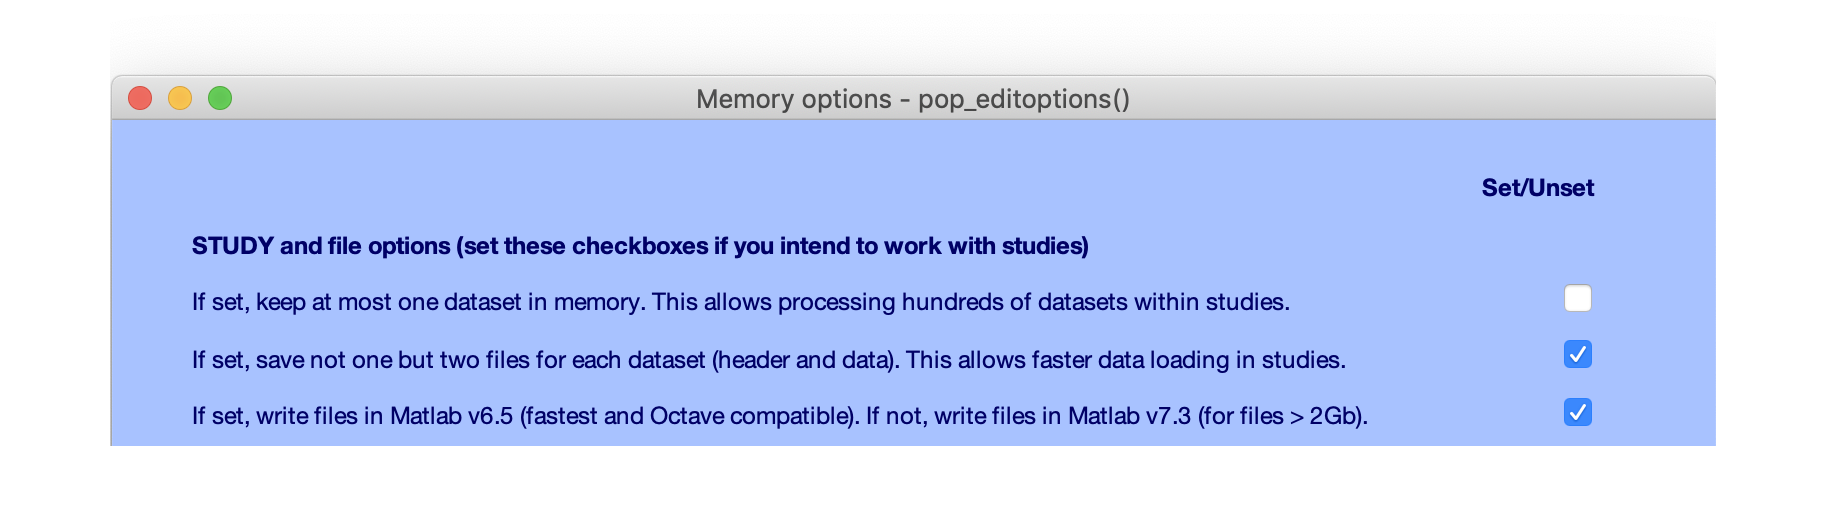 Memory options - pop_editoptions()
Set/Unset
STUDY and file options (set these checkboxes if you intend to work with studies)
If set, keep at most one dataset in memory. This allows processing hundreds of datasets within studies.
If set, save not one but two files for each dataset (header and data). This allows faster data loading in studies.
If set, write files in Matlab v6.5 (fastest and Octave compatible). If not, write files in Matlab v7.3 (for files > 2Gb).